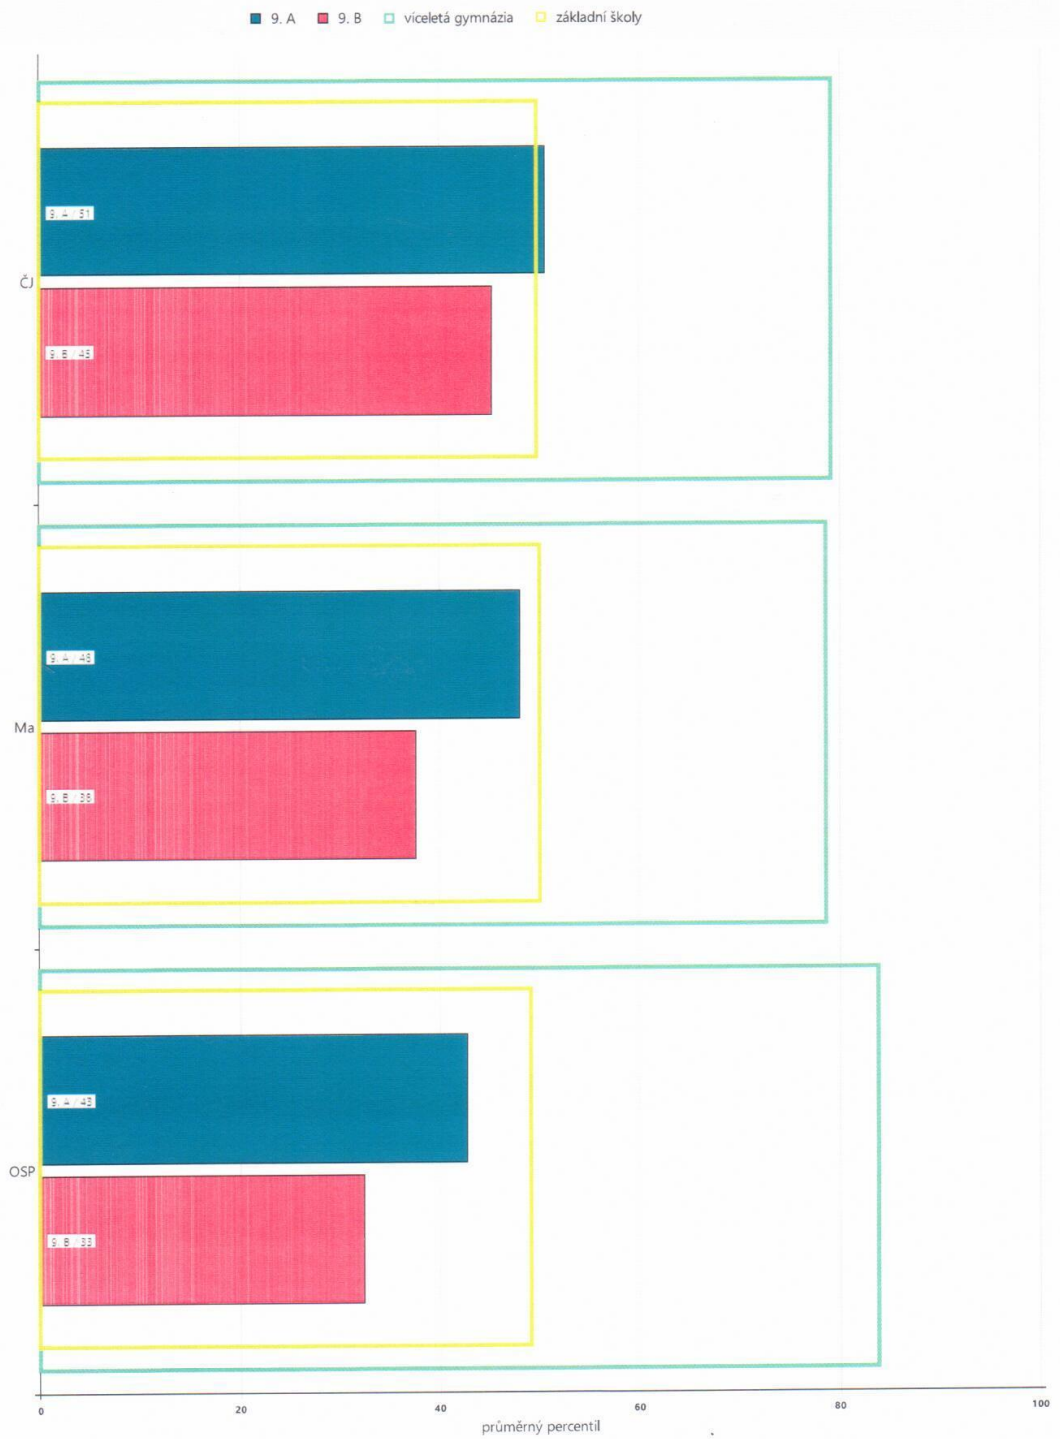 9. A 9. B víceletá gymnázia základní školy
9. A / 51
ČJ
9. B / 45
9. A / 48
Ma
9. B / 38
9. A / 43
OSP
9. B / 33
0 20 40 60 80 100
průměrný percentil